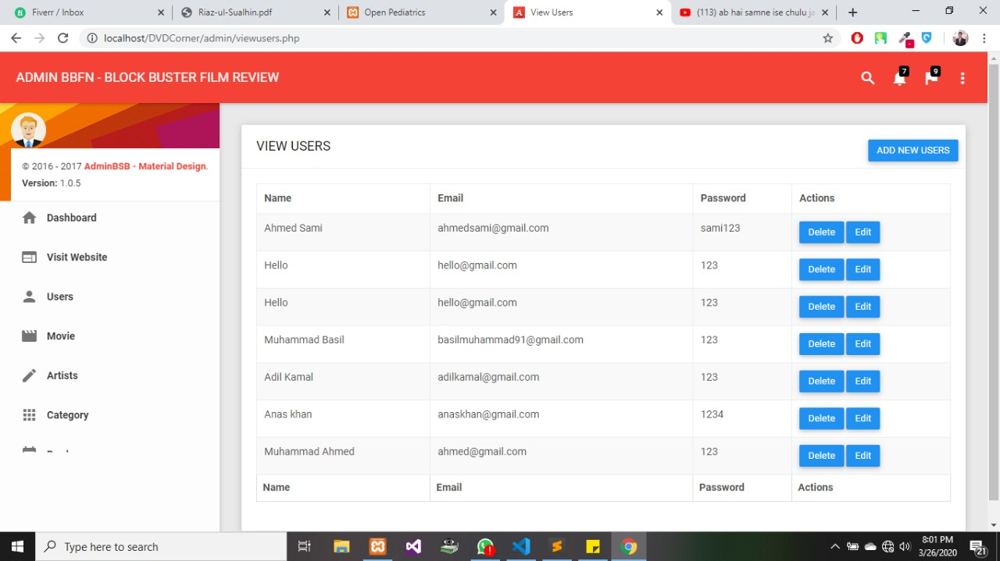 Fiverr / Inbox
Riaz-ul-Sualhin.pdf
Open Pediatrics
View Users
(113) ab hai samne ise chulu ja
localhost/DVDCorner/admin/viewusers.php
ADMIN BBFN - BLOCK BUSTER FILM REVIEW
7
9
© 2016 - 2017 AdminBSB - Material Design.
Version: 1.0.5
Dashboard
Visit Website
Users
Movie
Artists
Category
VIEW USERS
ADD NEW USERS
Name Email Password Actions
Ahmed Sami ahmedsami@gmail.com sami123 Delete Edit
Hello hello@gmail.com 123 Delete Edit
Hello hello@gmail.com 123 Delete Edit
Muhammad Basil basilmuhammad91@gmail.com 123 Delete Edit
Adil Kamal adilkamal@gmail.com 123 Delete Edit
Anas khan anaskhan@gmail.com 1234 Delete Edit
Muhammad Ahmed ahmed@gmail.com 123 Delete Edit
Name Email Password Actions
Type here to search
8:01 PM
3/26/2020
21